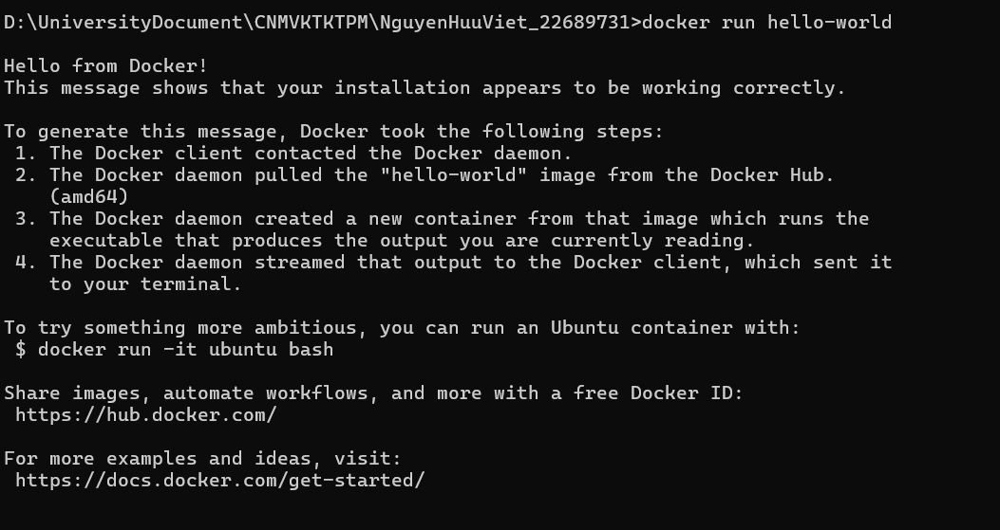 D:\UniversityDocument\CNMVKTKTPM\NguyenHuuViet_22689731>docker run hello-world
Hello from Docker!
This message shows that your installation appears to be working correctly.
To generate this message, Docker took the following steps:
1. The Docker client contacted the Docker daemon.
2. The Docker daemon pulled the "hello-world" image from the Docker Hub.
(amd64)
3. The Docker daemon created a new container from that image which runs the
executable that produces the output you are currently reading.
4. The Docker daemon streamed that output to the Docker client, which sent it
to your terminal.
To try something more ambitious, you can run an Ubuntu container with:
$ docker run -it ubuntu bash
Share images, automate workflows, and more with a free Docker ID:
https://hub.docker.com/
For more examples and ideas, visit:
https://docs.docker.com/get-started/